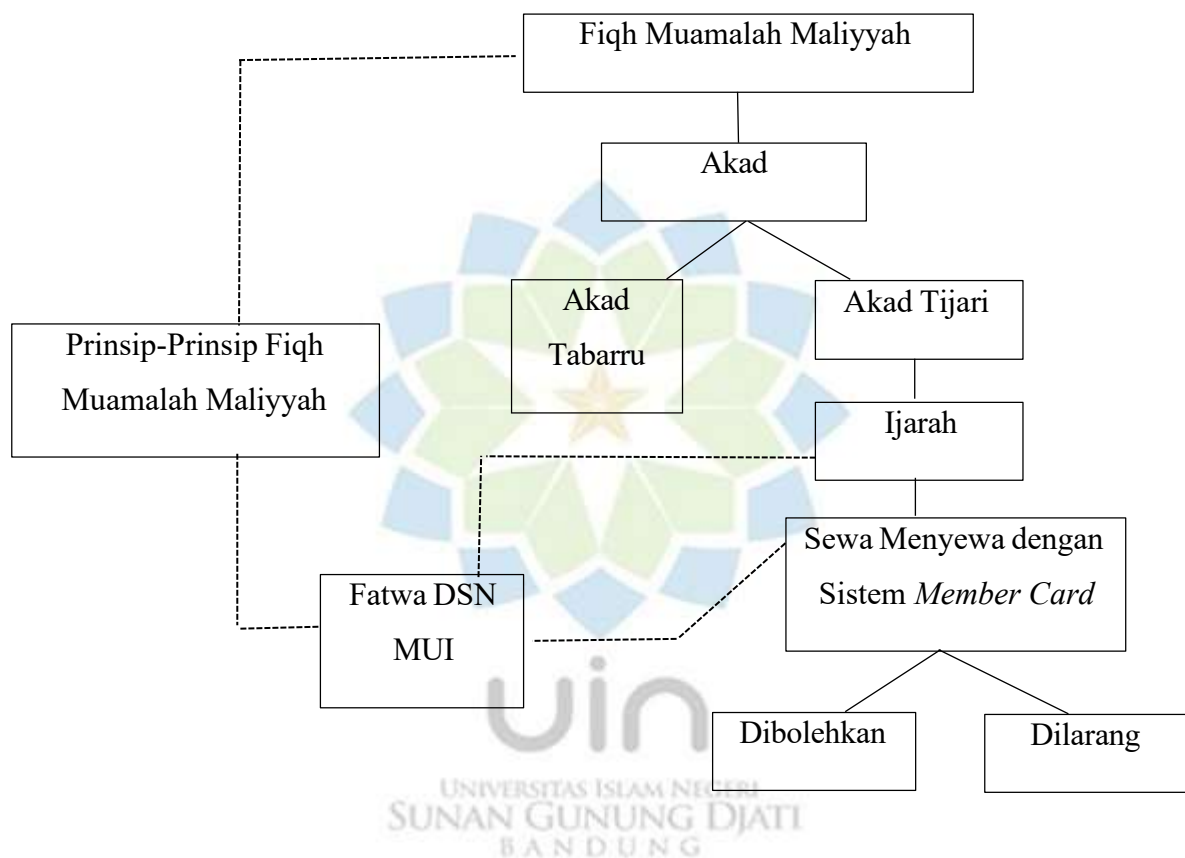 Fiqh Muamalah Maliyyah
Akad
Akad
Tabarru
Akad Tijari
Prinsip-Prinsip Fiqh
Muamalah Maliyyah
Ijarah
Sewa Menyewa dengan
Sistem Member Card
Fatwa DSN
MUI
Dibolehkan
Dilarang
uin
UNIVERSITAS ISLAM NEGERI
SUNAN GUNUNG DJATI
BANDUNG